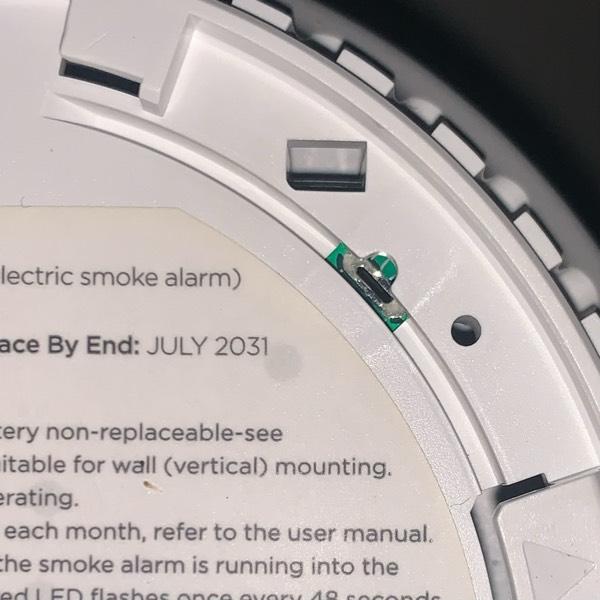 lectric smoke alarm)
ace By End: JULY 2031
tery non-replaceable-see
itable for wall (vertical) mounting.
erating.
each month, refer to the user manual.
the smoke alarm is running into the
ed LED flashes once every 48 seconds